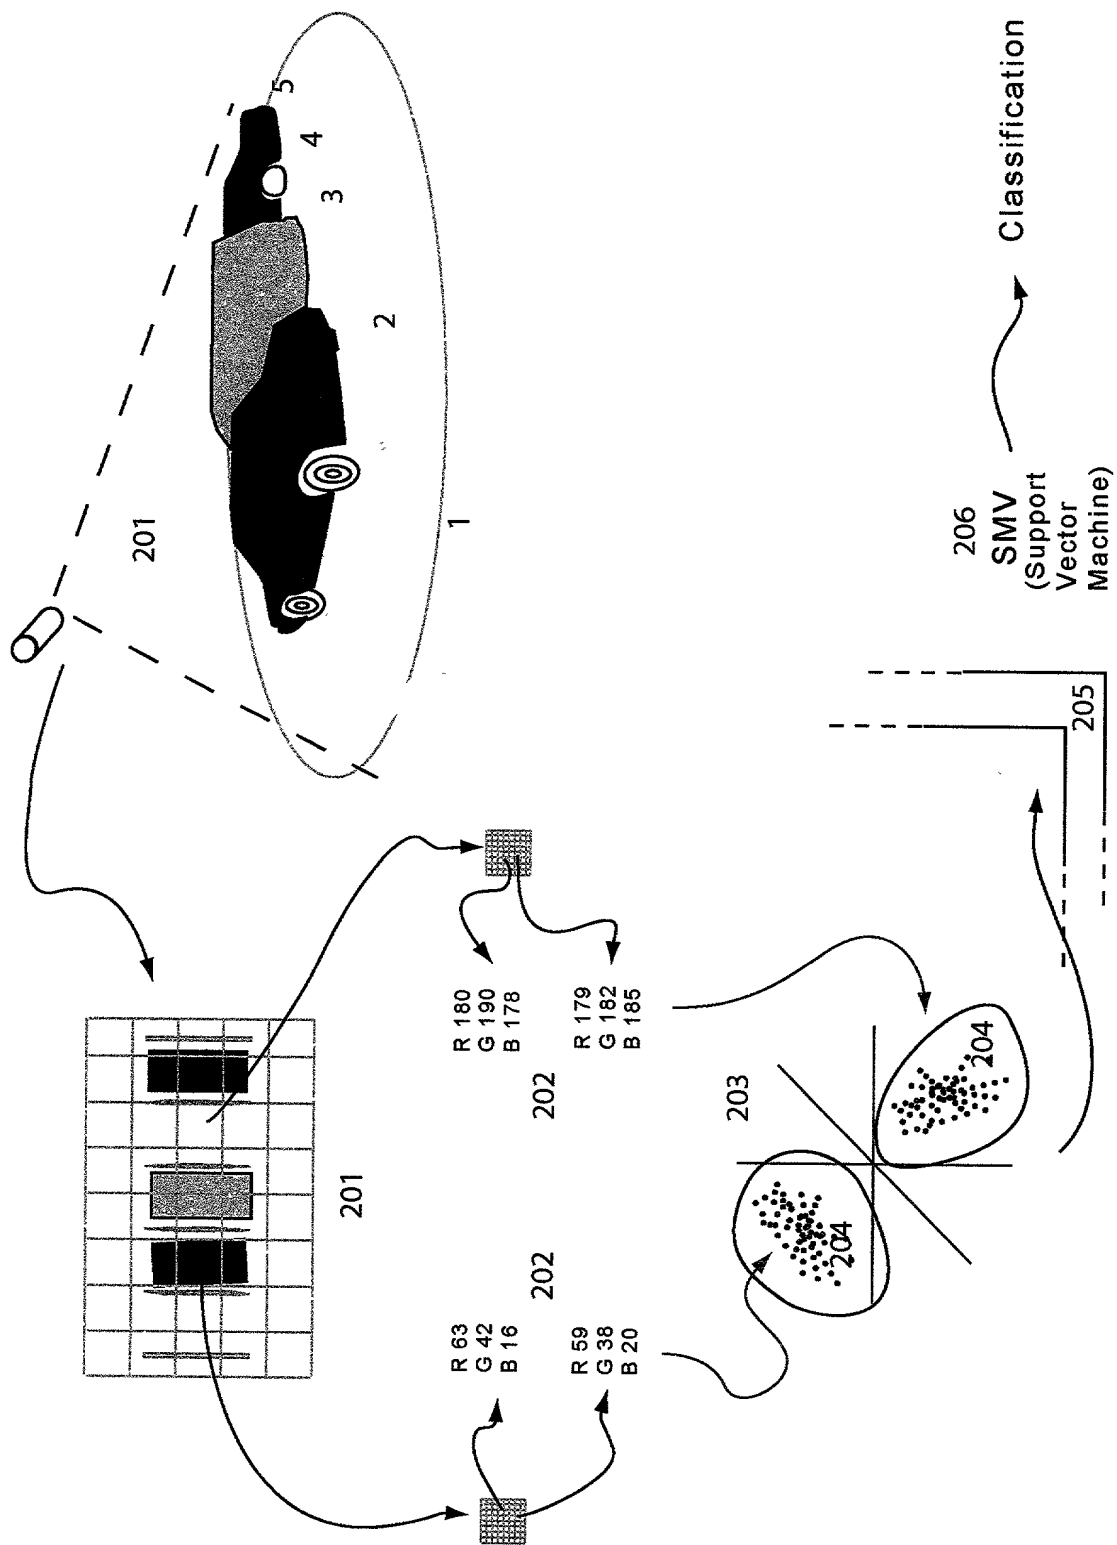 5
4
3
2
1
201
201
R 180
G 190
B 178
R 179
G 182
B 185
202
R 63
G 42
B 16
R 59
G 38
B 20
202
203
204
204
205
206
SMV
(Support
Vector
Machine)
Classification